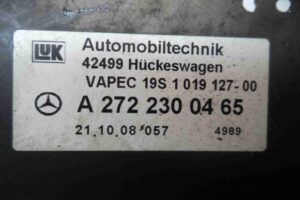 LUK Automobiltechnik
42499 Hückeswagen
VAPEC 19S 1 019 127-00
A 272 230 04 65
21.10.08 057 4989